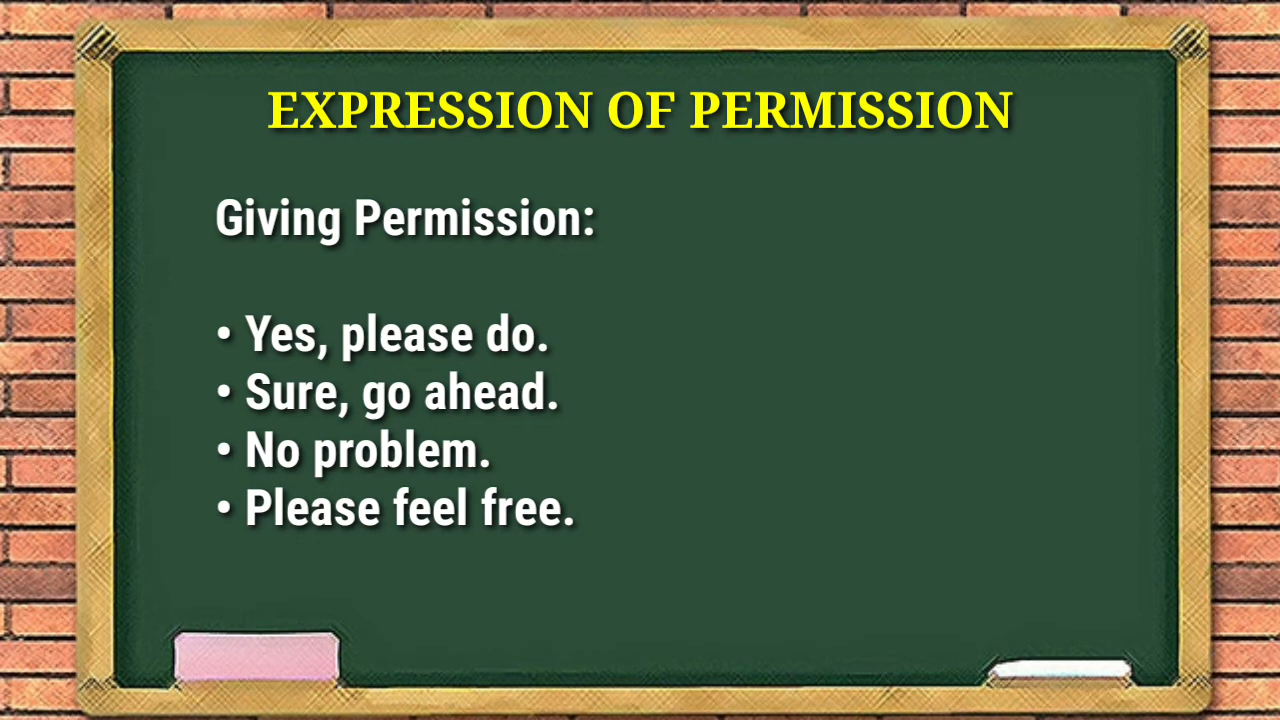 EXPRESSION OF PERMISSION
Giving Permission:
• Yes, please do.
• Sure, go ahead.
• No problem.
• Please feel free.